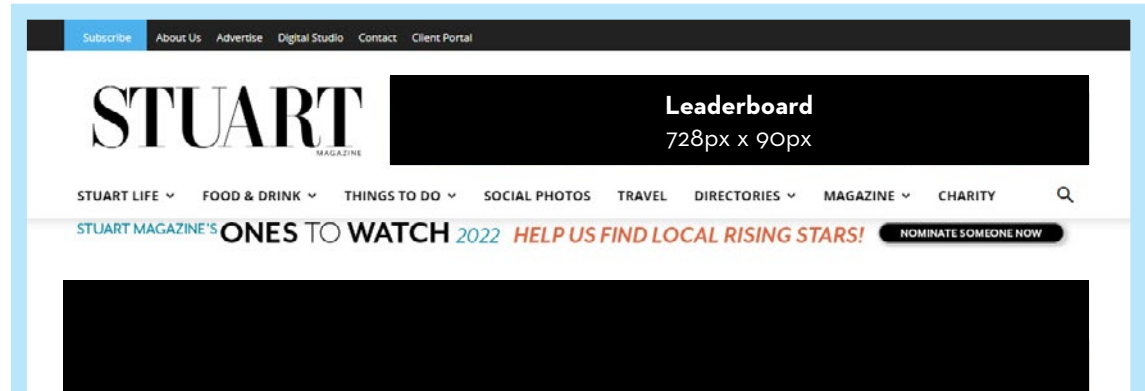 Subscribe About Us Advertise Digital Studio Contact Client Portal
STUART
MAGAZINE
Leaderboard
728px x 90px
STUART LIFE FOOD & DRINK THINGS TO DO SOCIAL PHOTOS TRAVEL DIRECTORIES MAGAZINE CHARITY
STUART MAGAZINE'S ONES TO WATCH 2022 HELP US FIND LOCAL RISING STARS! NOMINATE SOMEONE NOW